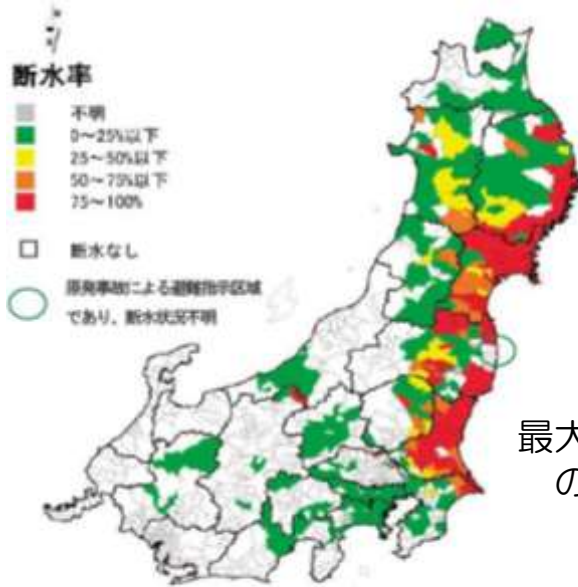 断水率
不明
0～25%以下
25～50%以下
50～75%以下
75～100%
断水なし
原発事故による避難指示区域
であり、断水状況不明
最大
の